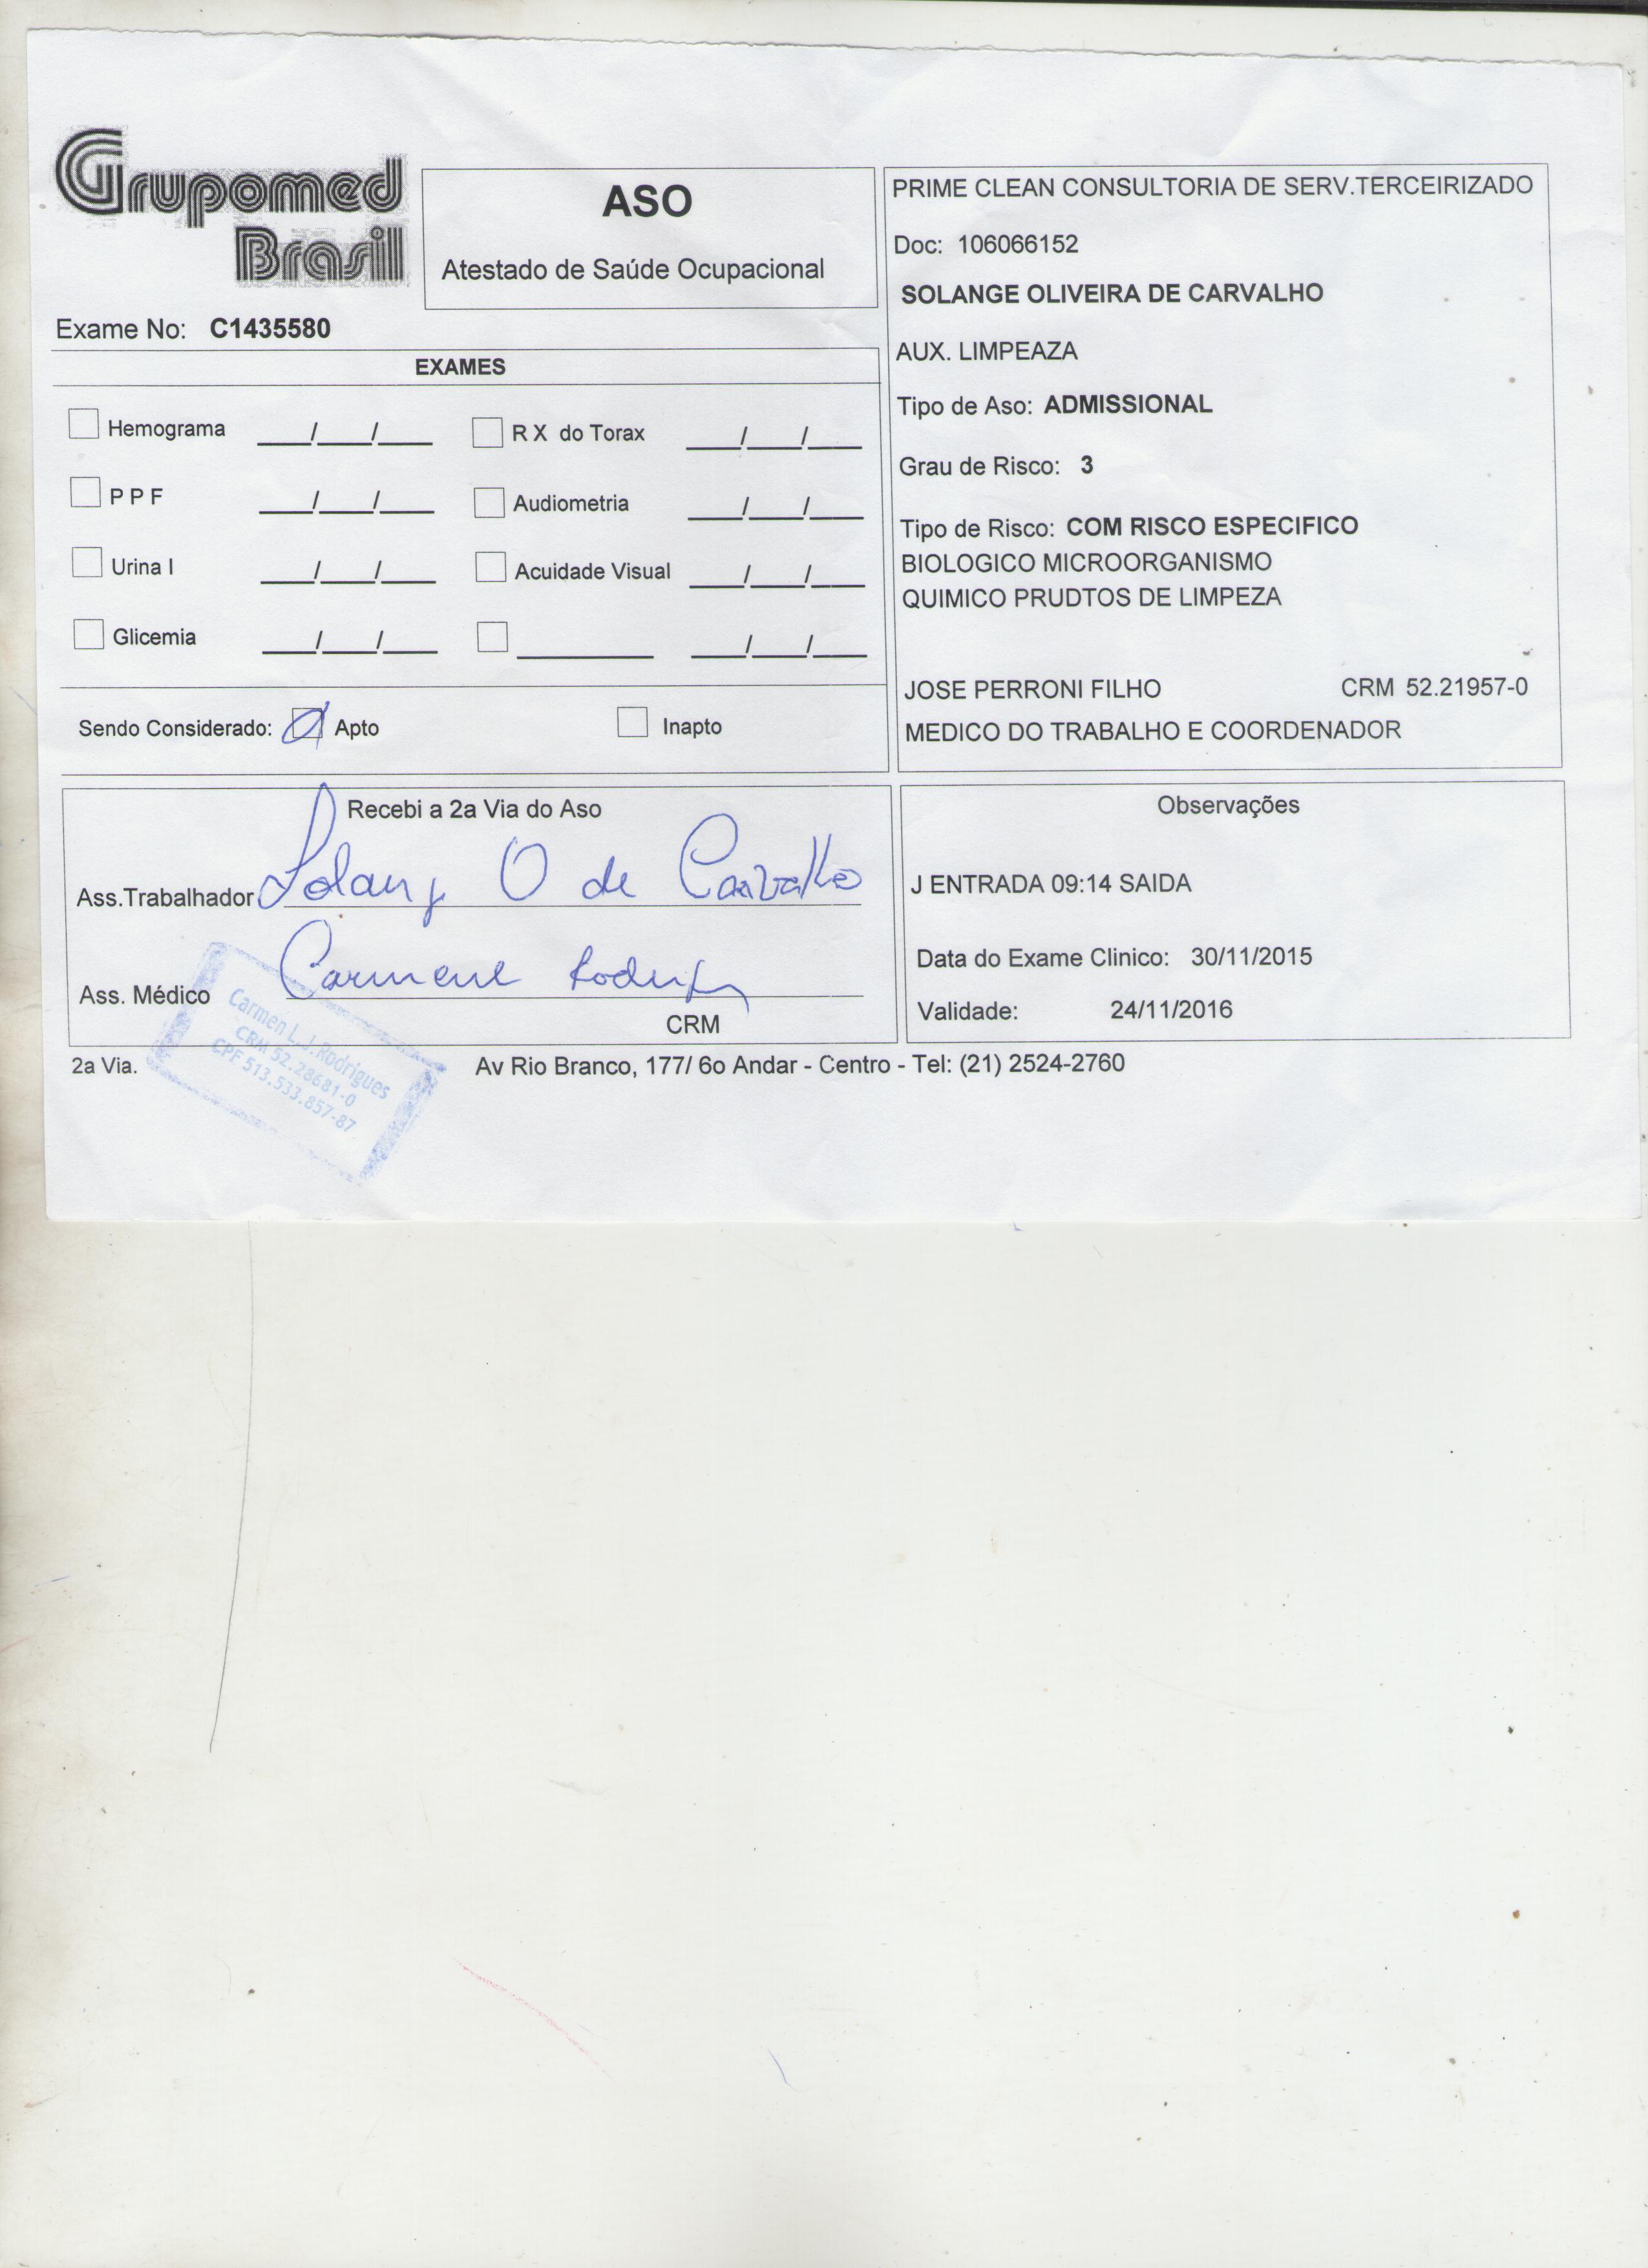 Grupomed
Brasil
ASO
Atestado de Saúde Ocupacional
Exame No: C1435580
EXAMES
Hemograma ___/___/___ R X do Torax ___/___/___
P P F ___/___/___ Audiometria ___/___/___
Urina I ___/___/___ Acuidade Visual ___/___/___
Glicemia ___/___/___ ___/___/___
Sendo Considerado: Apto Inapto
PRIME CLEAN CONSULTORIA DE SERV.TERCEIRIZADO
Doc: 106066152
SOLANGE OLIVEIRA DE CARVALHO
AUX. LIMPEAZA
Tipo de Aso: ADMISSIONAL
Grau de Risco: 3
Tipo de Risco: COM RISCO ESPECIFICO
BIOLOGICO MICROORGANISMO
QUIMICO PRUDTOS DE LIMPEZA
JOSE PERRONI FILHO CRM 52.21957-0
MEDICO DO TRABALHO E COORDENADOR
Recebi a 2a Via do Aso
Ass.Trabalhador Solange O de Carvalho
Ass. Médico
CRM
Carmen L. J. Rodrigues
CRM 52.28681-0
CPF 513.533.857-87
Observações
J ENTRADA 09:14 SAIDA
Data do Exame Clinico: 30/11/2015
Validade: 24/11/2016
2a Via.
Av Rio Branco, 177/ 6o Andar - Centro - Tel: (21) 2524-2760